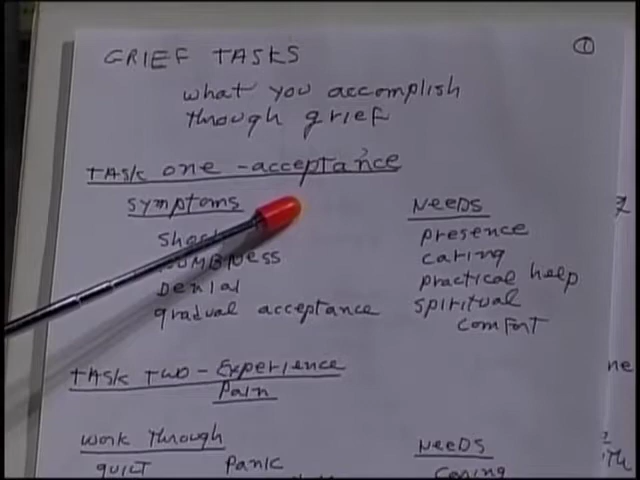 GRIEF TASKS
①
what you accomplish
through grief
TASK one - acceptance
symptoms
NEEDS
presence
caring
NUMBNESS
practical help
Denial
spiritual
gradual acceptance
comfort
TASK TWO - Experience
Pain
work through
NEEDS
guilt panic
caring